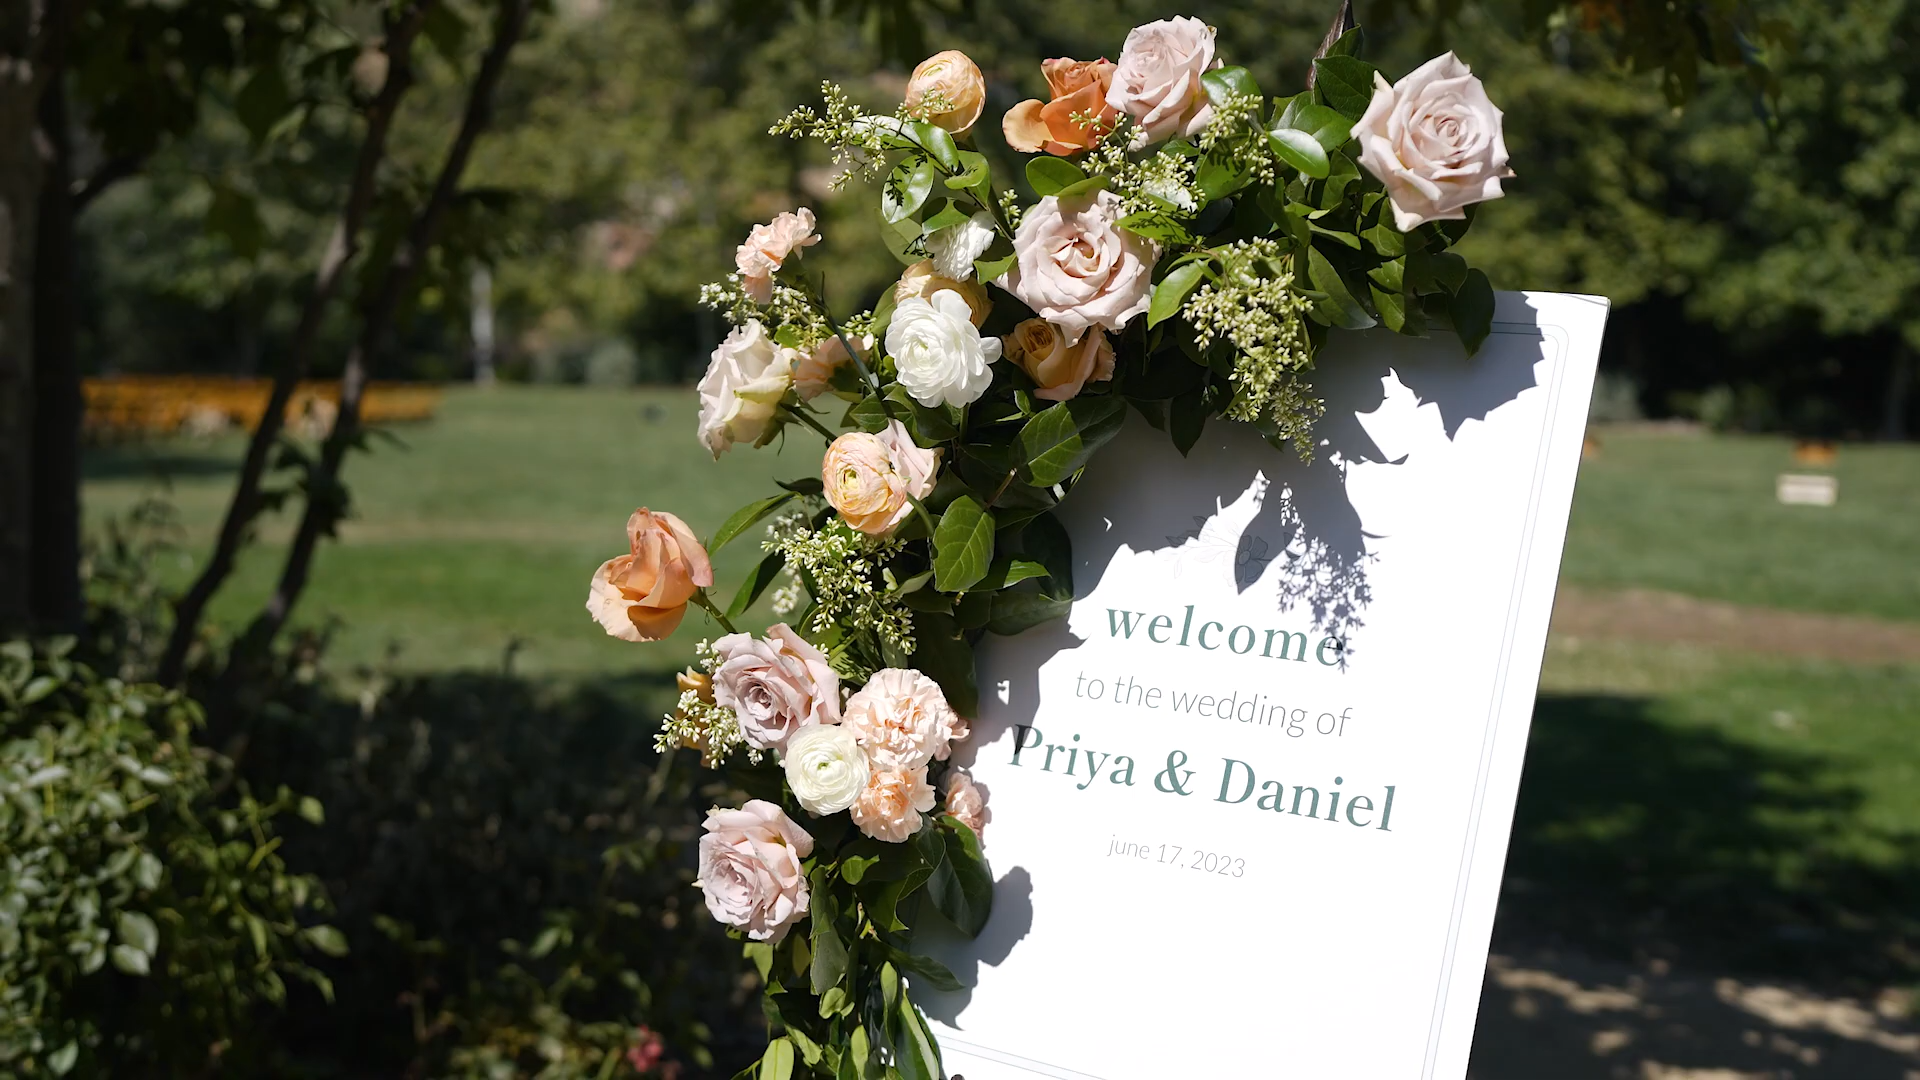 welcome
to the wedding of
Priya & Daniel
june 17, 2023